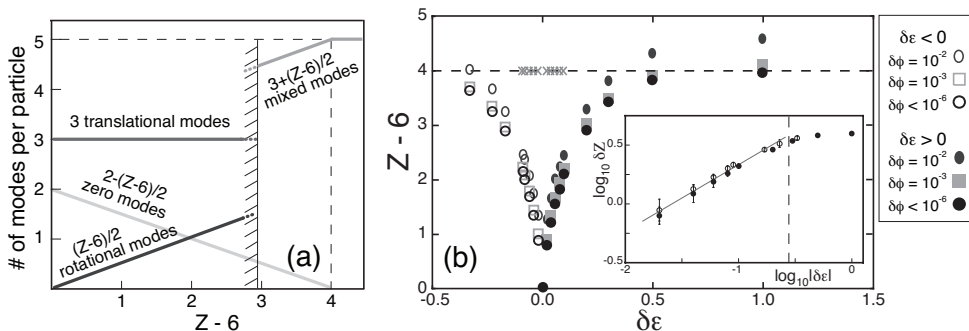 # of modes per particle
5
4
3
2
1
3+(Z-6)/2
mixed modes
3 translational modes
2-(Z-6)/2
zero modes
(Z-6)/2
rotational modes
(a)
1
2
3
4
Z - 6
Z - 6
5
4
3
2
1
0
(b)
-0.5
0.0
0.5
1.0
1.5
δε
log₁₀ δZ
0.5
0.0
-0.5
-2
-1
0
log₁₀|δε|
δε < 0
δϕ = 10⁻²
δϕ = 10⁻³
δϕ < 10⁻⁶
δε > 0
δϕ = 10⁻²
δϕ = 10⁻³
δϕ < 10⁻⁶